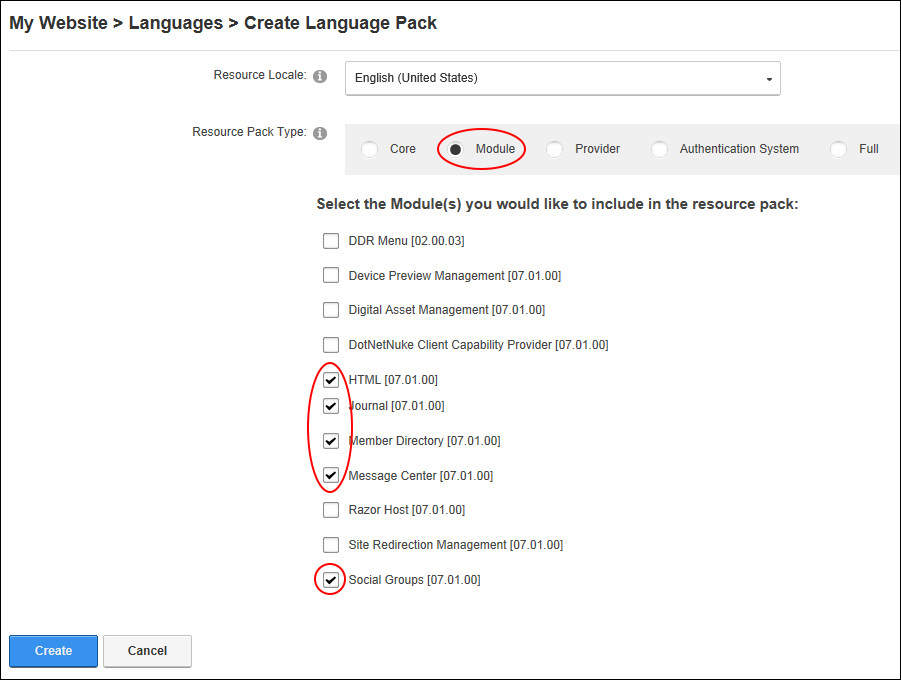 My Website > Languages > Create Language Pack
Resource Locale:
English (United States)
Resource Pack Type:
Core Module Provider Authentication System Full
Select the Module(s) you would like to include in the resource pack:
DDR Menu [02.00.03]
Device Preview Management [07.01.00]
Digital Asset Management [07.01.00]
DotNetNuke Client Capability Provider [07.01.00]
HTML [07.01.00]
Journal [07.01.00]
Member Directory [07.01.00]
Message Center [07.01.00]
Razor Host [07.01.00]
Site Redirection Management [07.01.00]
Social Groups [07.01.00]
Create Cancel